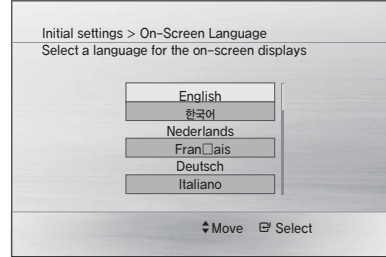 Initial settings > On-Screen Language
Select a language for the on-screen displays
English
한국어
Nederlands
Fran□ais
Deutsch
Italiano
Move Select